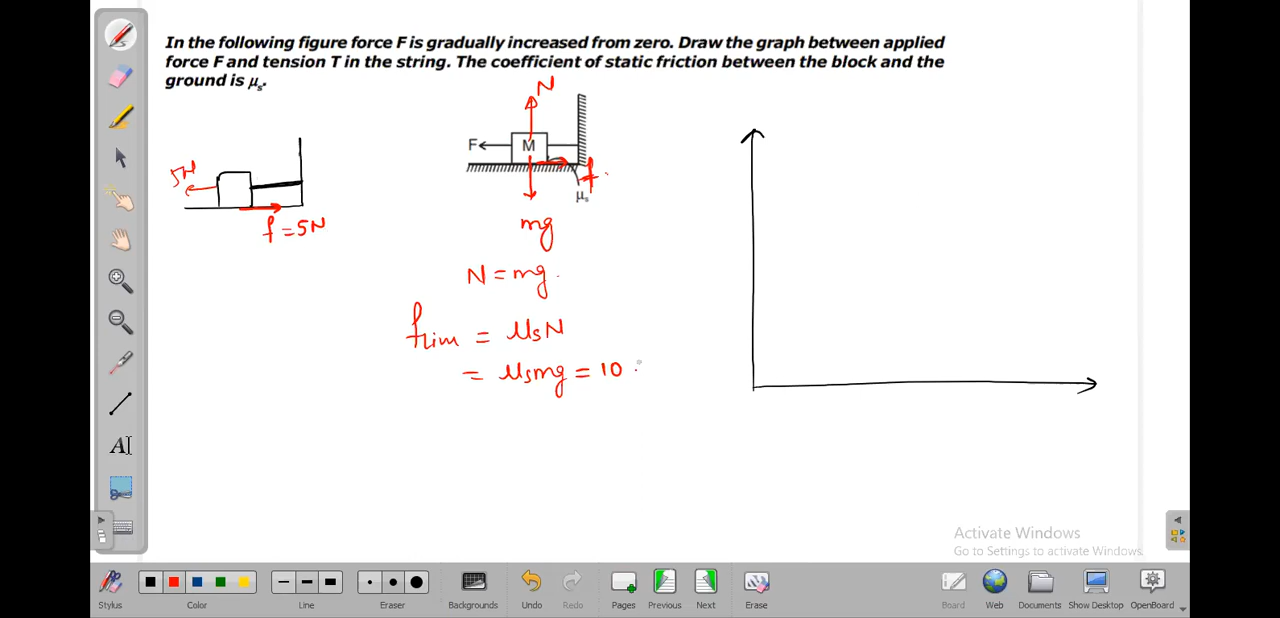 In the following figure force F is gradually increased from zero. Draw the graph between applied
force F and tension T in the string. The coefficient of static friction between the block and the
ground is μs.
N
F
M
f.
μs
5N
f = 5N
mg
N = mg.
flim = μsN
= μsmg = 10
A
Activate Windows
Go to Settings to activate Windows.
Stylus
Color
Line
Eraser
Backgrounds
Undo
Redo
Pages
Previous
Next
Erase
Board
Web
Documents
Show Desktop
OpenBoard